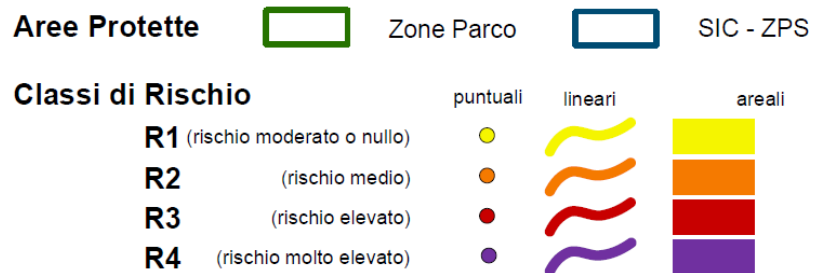 Aree Protette Zone Parco SIC - ZPS
Classi di Rischio puntuali lineari areali
R1 (rischio moderato o nullo)
R2 (rischio medio)
R3 (rischio elevato)
R4 (rischio molto elevato)